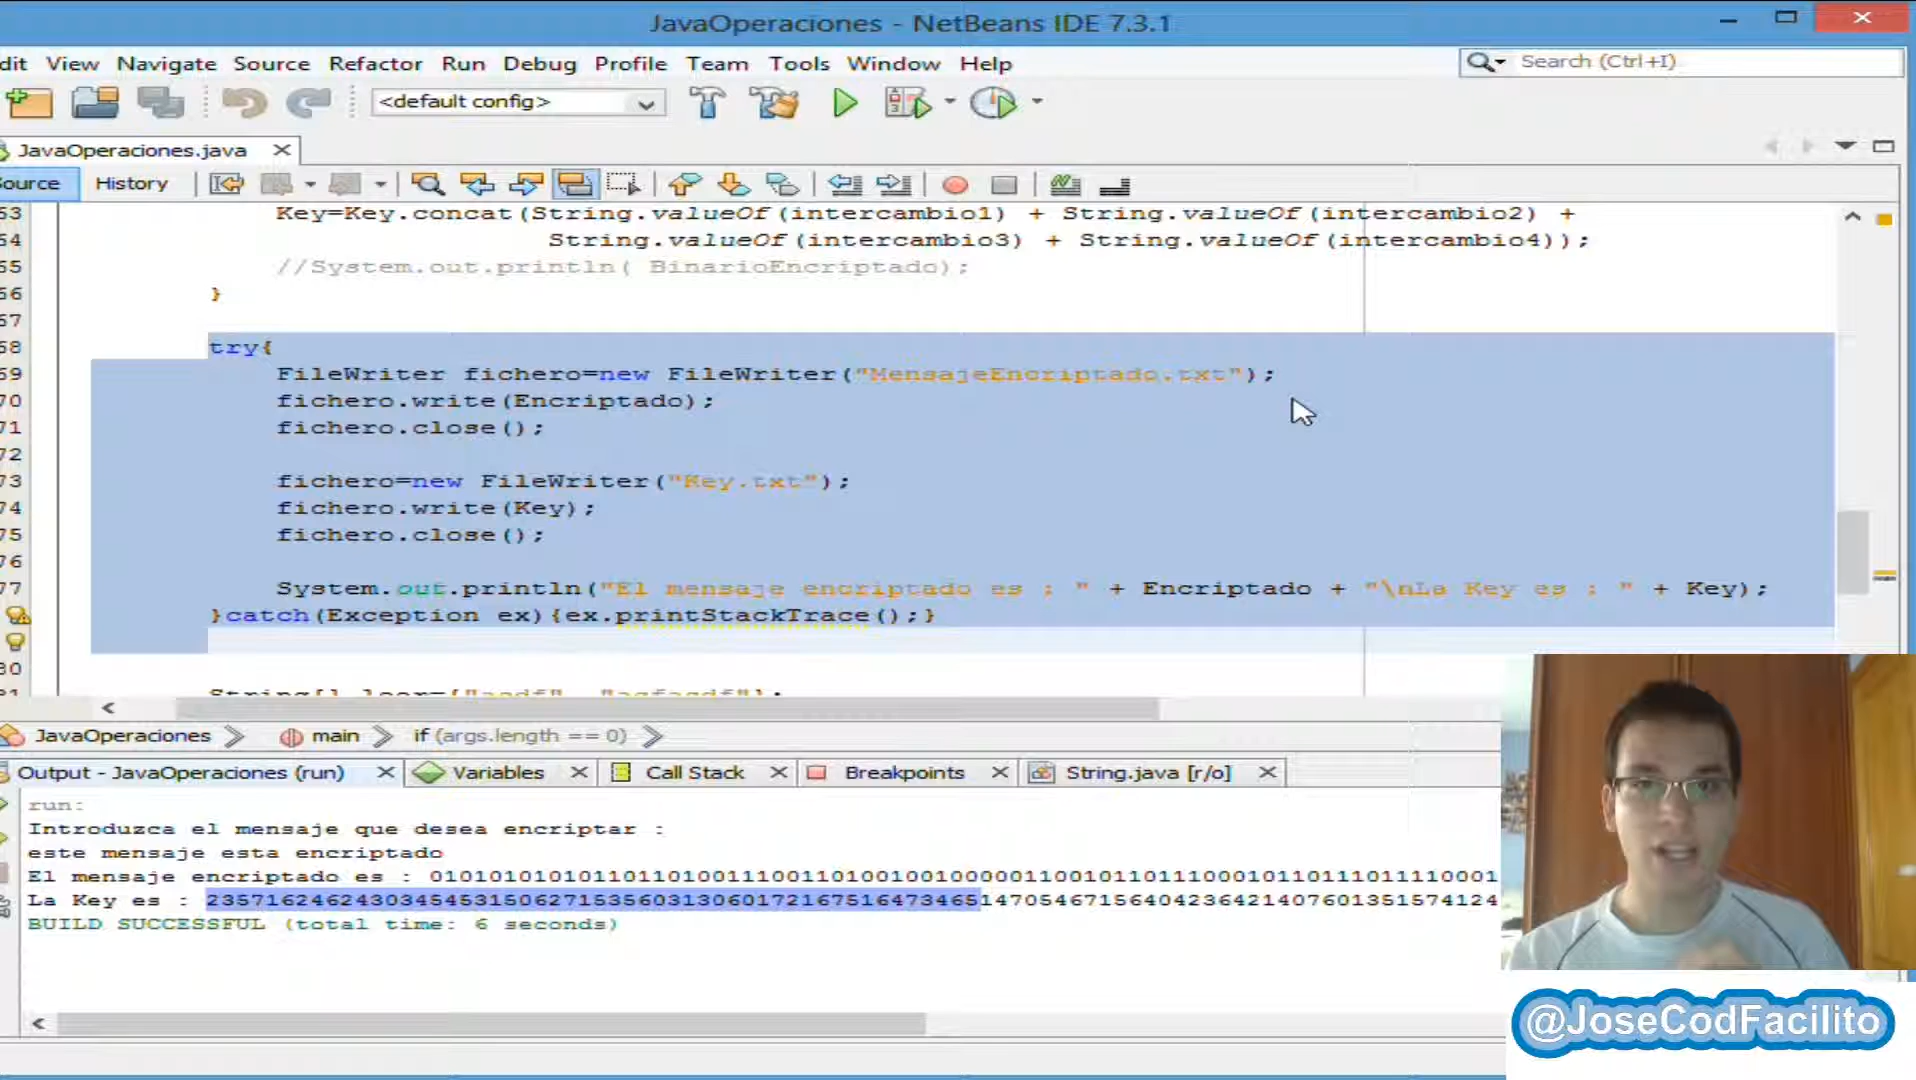 JavaOperaciones - NetBeans IDE 7.3.1
dit View Navigate Source Refactor Run Debug Profile Team Tools Window Help
Search (Ctrl+I)
<default config>
JavaOperaciones.java
ource History
53 Key=Key.concat(String.valueOf(intercambio1) + String.valueOf(intercambio2) +
54 String.valueOf(intercambio3) + String.valueOf(intercambio4));
55 //System.out.println( BinarioEncriptado);
56 }
57
58 try{
59 FileWriter fichero=new FileWriter("MensajeEncriptado.txt");
70 fichero.write(Encriptado);
71 fichero.close();
72
73 fichero=new FileWriter("Key.txt");
74 fichero.write(Key);
75 fichero.close();
76
77 System.out.println("El mensaje encriptado es : " + Encriptado + "\nLa Key es : " + Key);
}catch(Exception ex){ex.printStackTrace();}
80
JavaOperaciones main if (args.length == 0)
Output - JavaOperaciones (run) Variables Call Stack Breakpoints String.java [r/o]
run:
Introduzca el mensaje que desea encriptar :
este mensaje esta encriptado
El mensaje encriptado es :
La Key es :
BUILD SUCCESSFUL (total time: 6 seconds)
@JoseCodFacilito